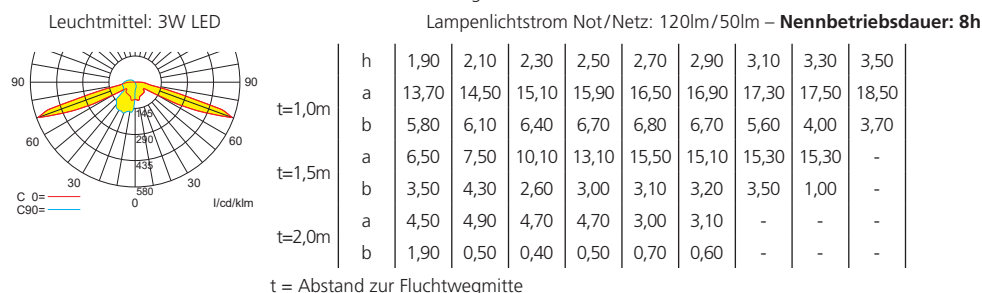 Leuchtmittel: 3W LED
Lampenlichtstrom Not/Netz: 120lm/50lm – Nennbetriebsdauer: 8h
90 90
60 60
30 30
145
290
435
580
0
l/cd/klm
C 0=
C90=
h 1,90 2,10 2,30 2,50 2,70 2,90 3,10 3,30 3,50
t=1,0m
a 13,70 14,50 15,10 15,90 16,50 16,90 17,30 17,50 18,50
b 5,80 6,10 6,40 6,70 6,80 6,70 5,60 4,00 3,70
t=1,5m
a 6,50 7,50 10,10 13,10 15,50 15,10 15,30 15,30 -
b 3,50 4,30 2,60 3,00 3,10 3,20 3,50 1,00 -
t=2,0m
a 4,50 4,90 4,70 4,70 3,00 3,10 - - -
b 1,90 0,50 0,40 0,50 0,70 0,60 - - -
t = Abstand zur Fluchtwegmitte